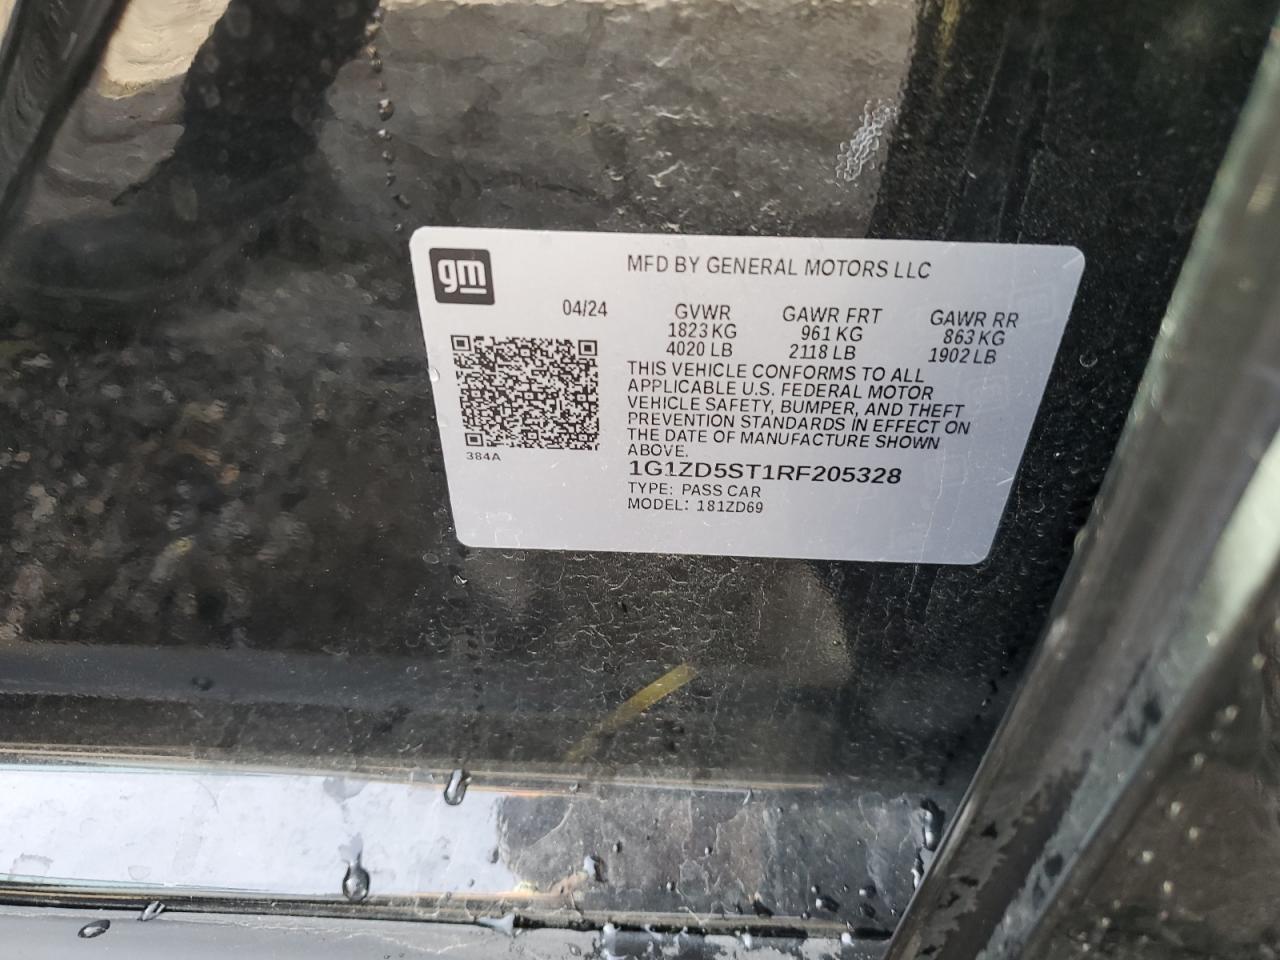 gm
MFD BY GENERAL MOTORS LLC
04/24
GVWR GAWR FRT GAWR RR
1823 KG 961 KG 863 KG
4020 LB 2118 LB 1902 LB
THIS VEHICLE CONFORMS TO ALL
APPLICABLE U.S. FEDERAL MOTOR
VEHICLE SAFETY, BUMPER, AND THEFT
PREVENTION STANDARDS IN EFFECT ON
THE DATE OF MANUFACTURE SHOWN
ABOVE.
384A
1G1ZD5ST1RF205328
TYPE: PASS CAR
MODEL: 181ZD69